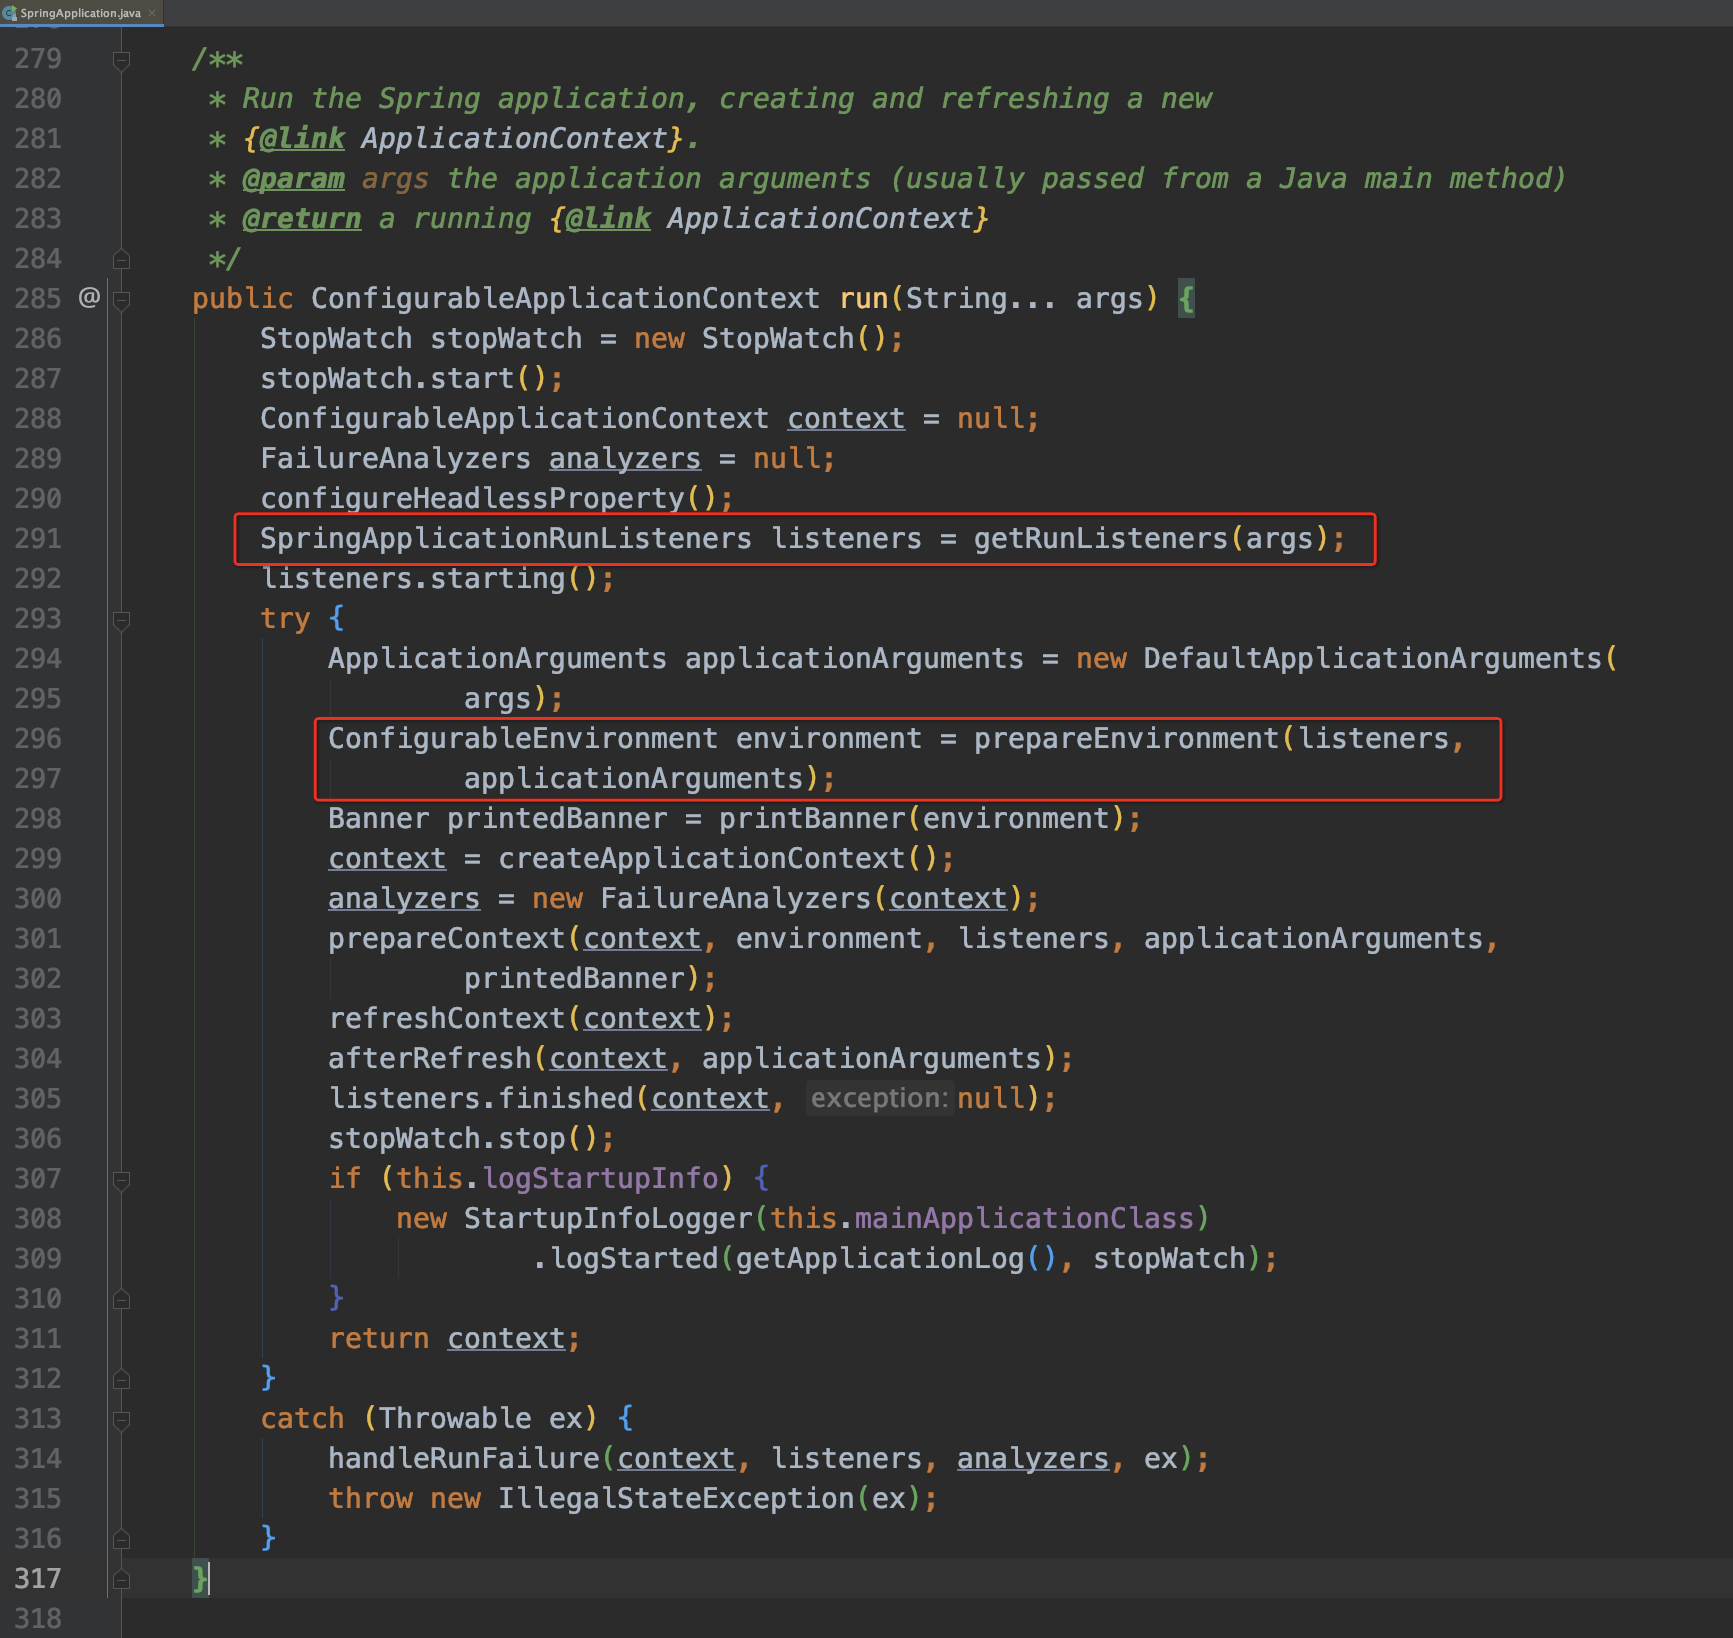 SpringApplication.java
279 /**
280 * Run the Spring application, creating and refreshing a new
281 * {@link ApplicationContext}.
282 * @param args the application arguments (usually passed from a Java main method)
283 * @return a running {@link ApplicationContext}
284 */
285 @ public ConfigurableApplicationContext run(String... args) {
286 StopWatch stopWatch = new StopWatch();
287 stopWatch.start();
288 ConfigurableApplicationContext context = null;
289 FailureAnalyzers analyzers = null;
290 configureHeadlessProperty();
291 SpringApplicationRunListeners listeners = getRunListeners(args);
292 listeners.starting();
293 try {
294 ApplicationArguments applicationArguments = new DefaultApplicationArguments(
295 args);
296 ConfigurableEnvironment environment = prepareEnvironment(listeners,
297 applicationArguments);
298 Banner printedBanner = printBanner(environment);
299 context = createApplicationContext();
300 analyzers = new FailureAnalyzers(context);
301 prepareContext(context, environment, listeners, applicationArguments,
302 printedBanner);
303 refreshContext(context);
304 afterRefresh(context, applicationArguments);
305 listeners.finished(context, exception: null);
306 stopWatch.stop();
307 if (this.logStartupInfo) {
308 new StartupInfoLogger(this.mainApplicationClass)
309 .logStarted(getApplicationLog(), stopWatch);
310 }
311 return context;
312 }
313 catch (Throwable ex) {
314 handleRunFailure(context, listeners, analyzers, ex);
315 throw new IllegalStateException(ex);
316 }
317 }
318